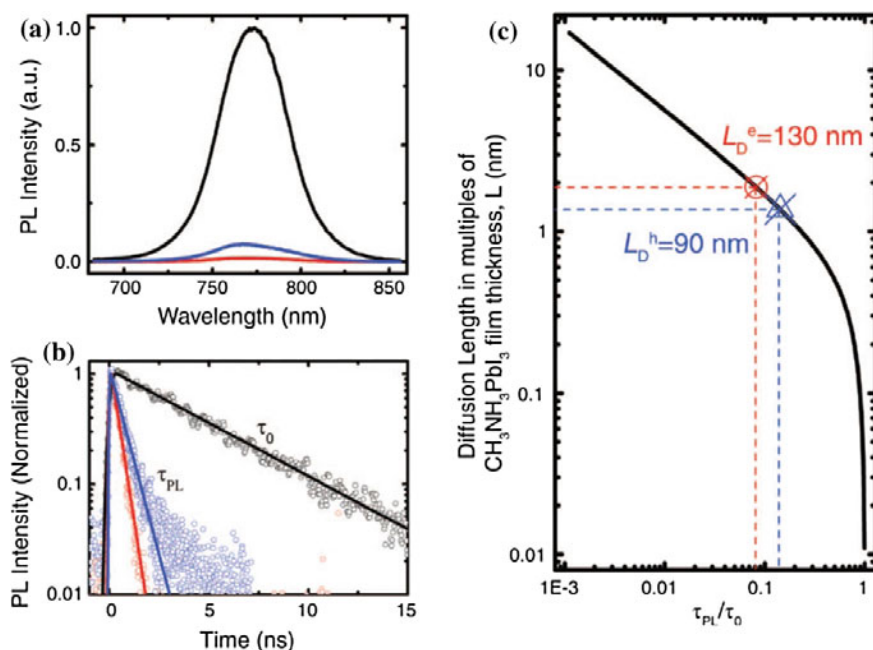 (a)
PL Intensity (a.u.)
1.0
0.5
0.0
700 750 800 850
Wavelength (nm)
(b)
PL Intensity (Normalized)
1
0.1
0.01
τ0
τPL
0 5 10 15
Time (ns)
(c)
Diffusion Length in multiples of
CH3NH3PbI3 film thickness, L (nm)
10
1
0.1
0.01
LDe=130 nm
LDh=90 nm
1E-3 0.01 0.1 1
τPL/τ0